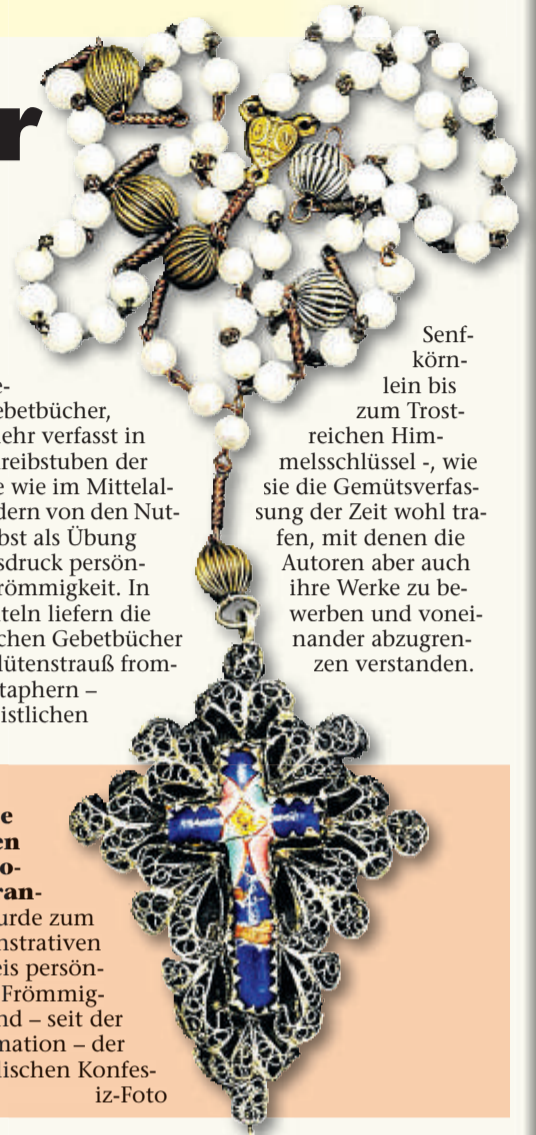 r
e-
ebetbücher,
ehr verfasst in
reibstuben der
e wie im Mittelal-
dern von den Nut-
bst als Übung
sdruck persön-
römmigkeit. In
teln liefern die
chen Gebetbücher
lütenstrauß from-
taphern –
istlichen
Senf-
körn-
lein bis
zum Trost-
reichen Him-
melsschlüssel -, wie
sie die Gemütsverfas-
sung der Zeit wohl tra-
fen, mit denen die
Autoren aber auch
ihre Werke zu be-
werben und vonei-
nander abzugren-
zen verstanden.
e
en
o-
ran-
urde zum
nstrativen
eis persön-
Frömmig-
nd – seit der
mation – der
lischen Konfes-
iz-Foto